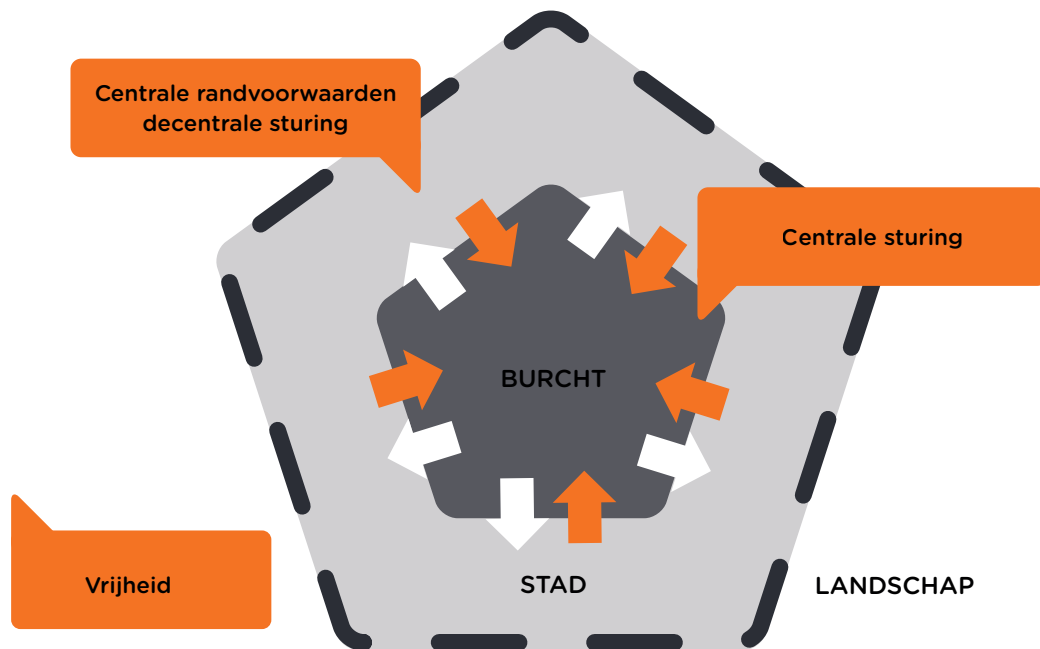 Centrale randvoorwaarden
decentrale sturing
Centrale sturing
BURCHT
Vrijheid
STAD
LANDSCHAP